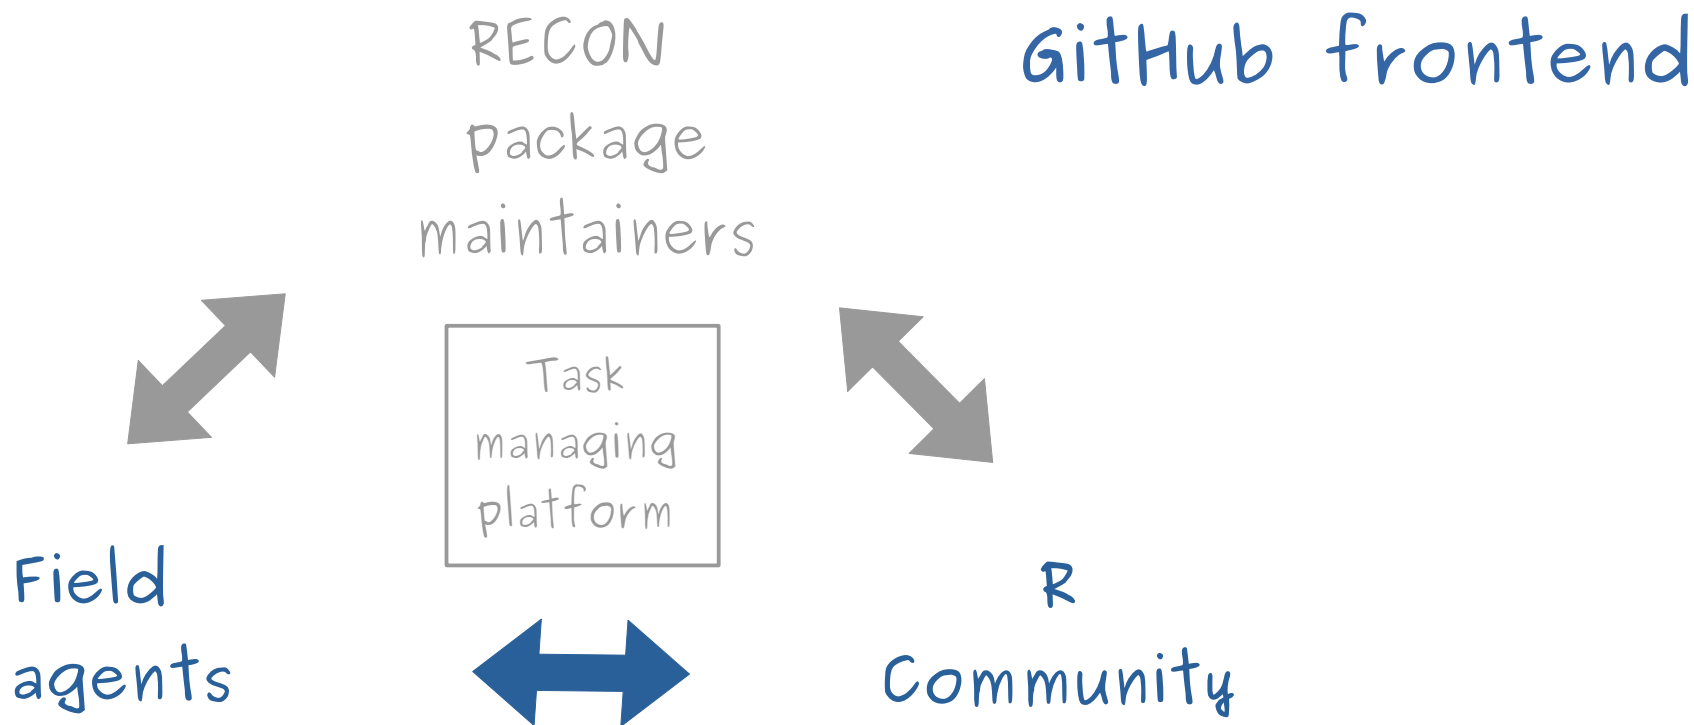 RECON
package
maintainers
GitHub frontend
Task
managing
platform
Field
agents
R
Community